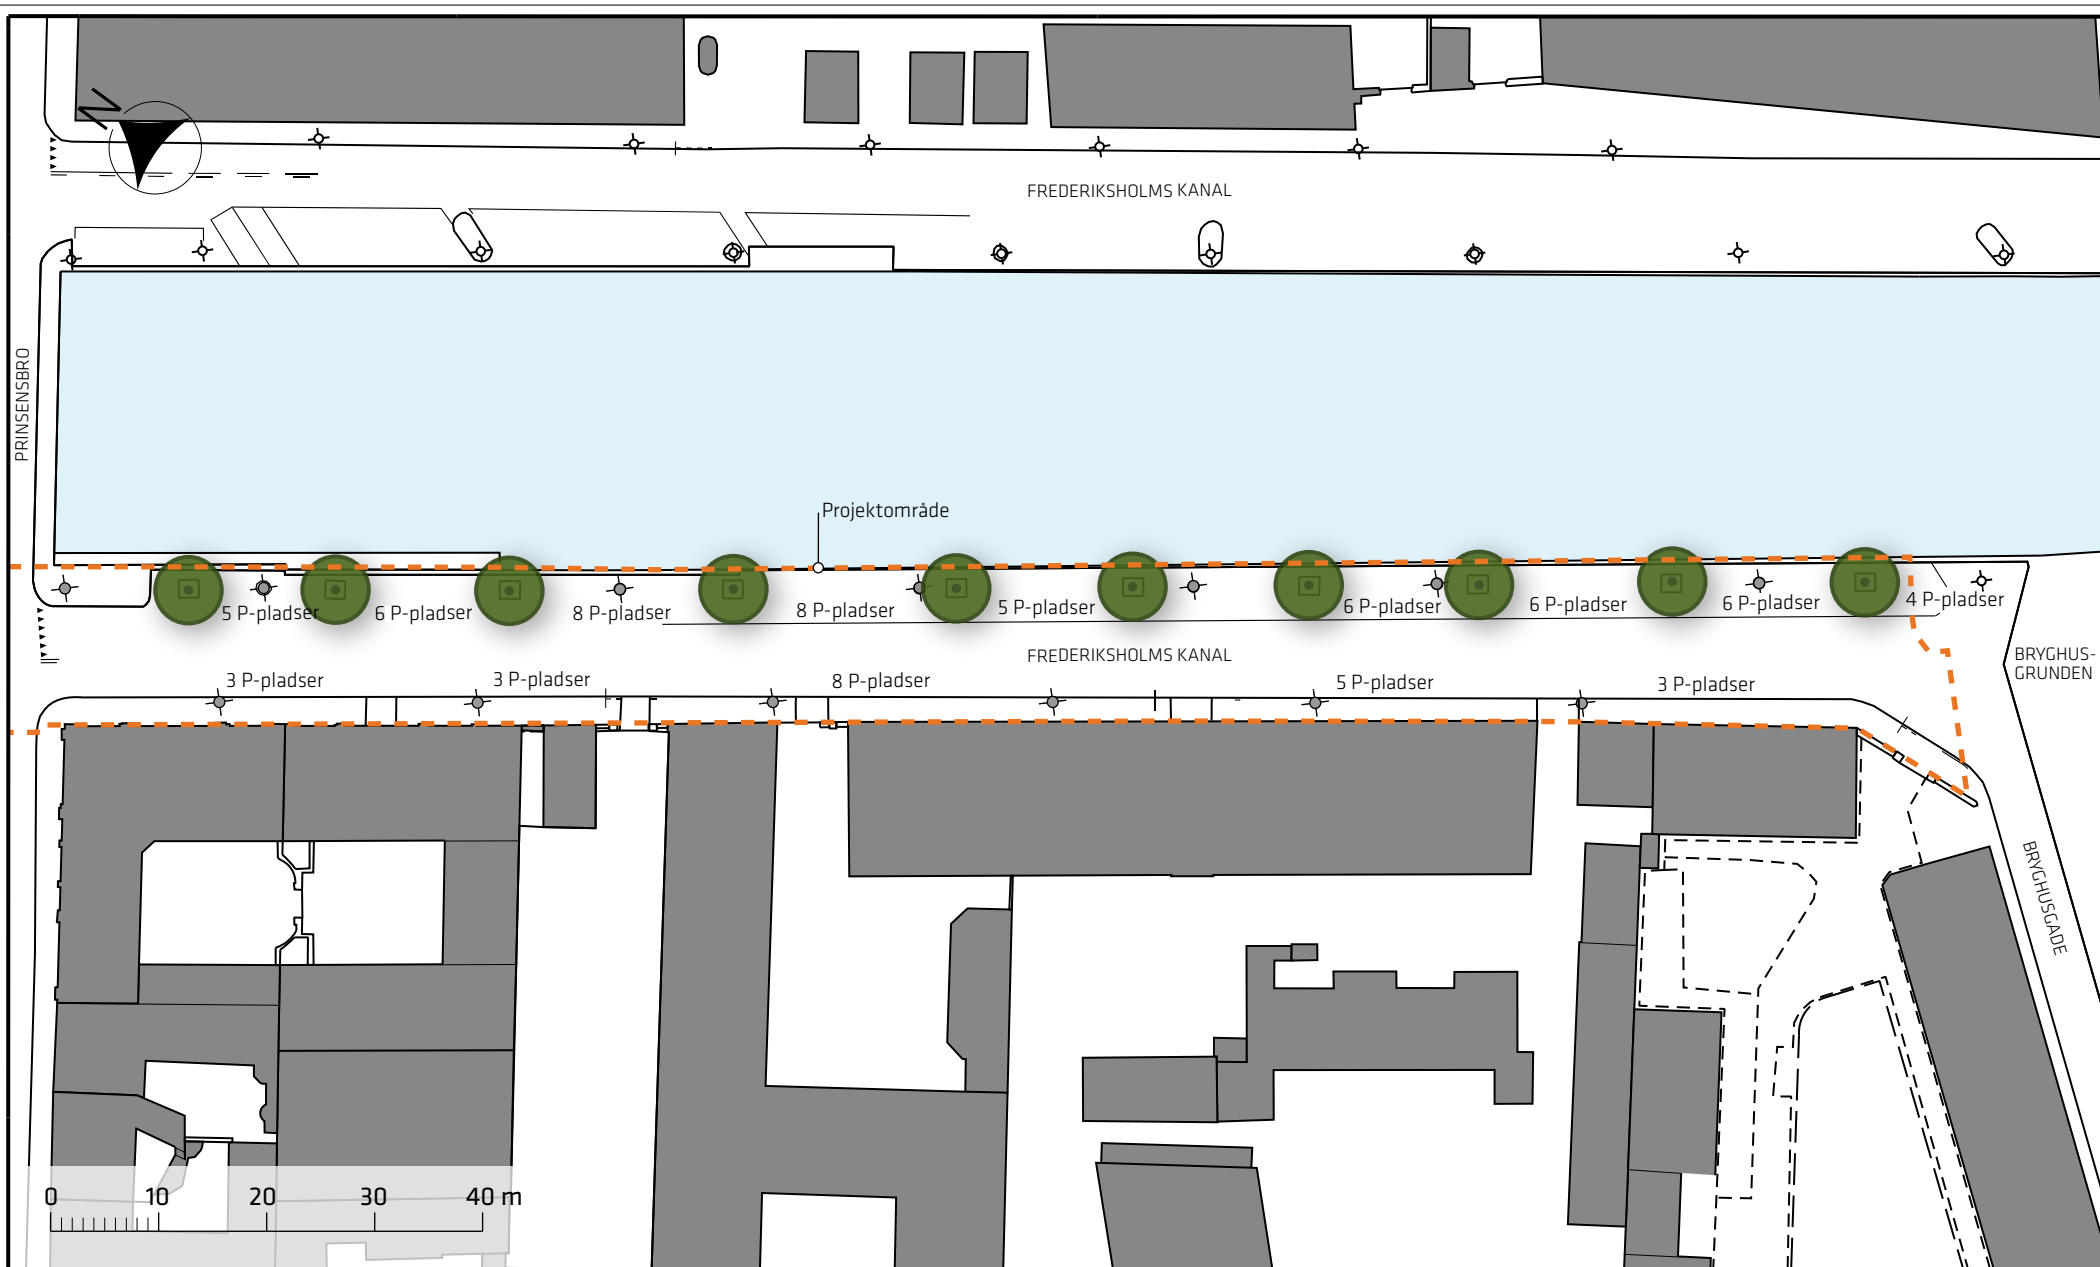 N
FREDERIKSHOLMS KANAL
PRINSENSBRO
Projektområde
5 P-pladser
6 P-pladser
8 P-pladser
8 P-pladser
5 P-pladser
6 P-pladser
6 P-pladser
6 P-pladser
4 P-pladser
FREDERIKSHOLMS KANAL
BRYGHUS-
GRUNDEN
3 P-pladser
3 P-pladser
8 P-pladser
5 P-pladser
3 P-pladser
BRYGHUSGADE
0 10 20 30 40 m